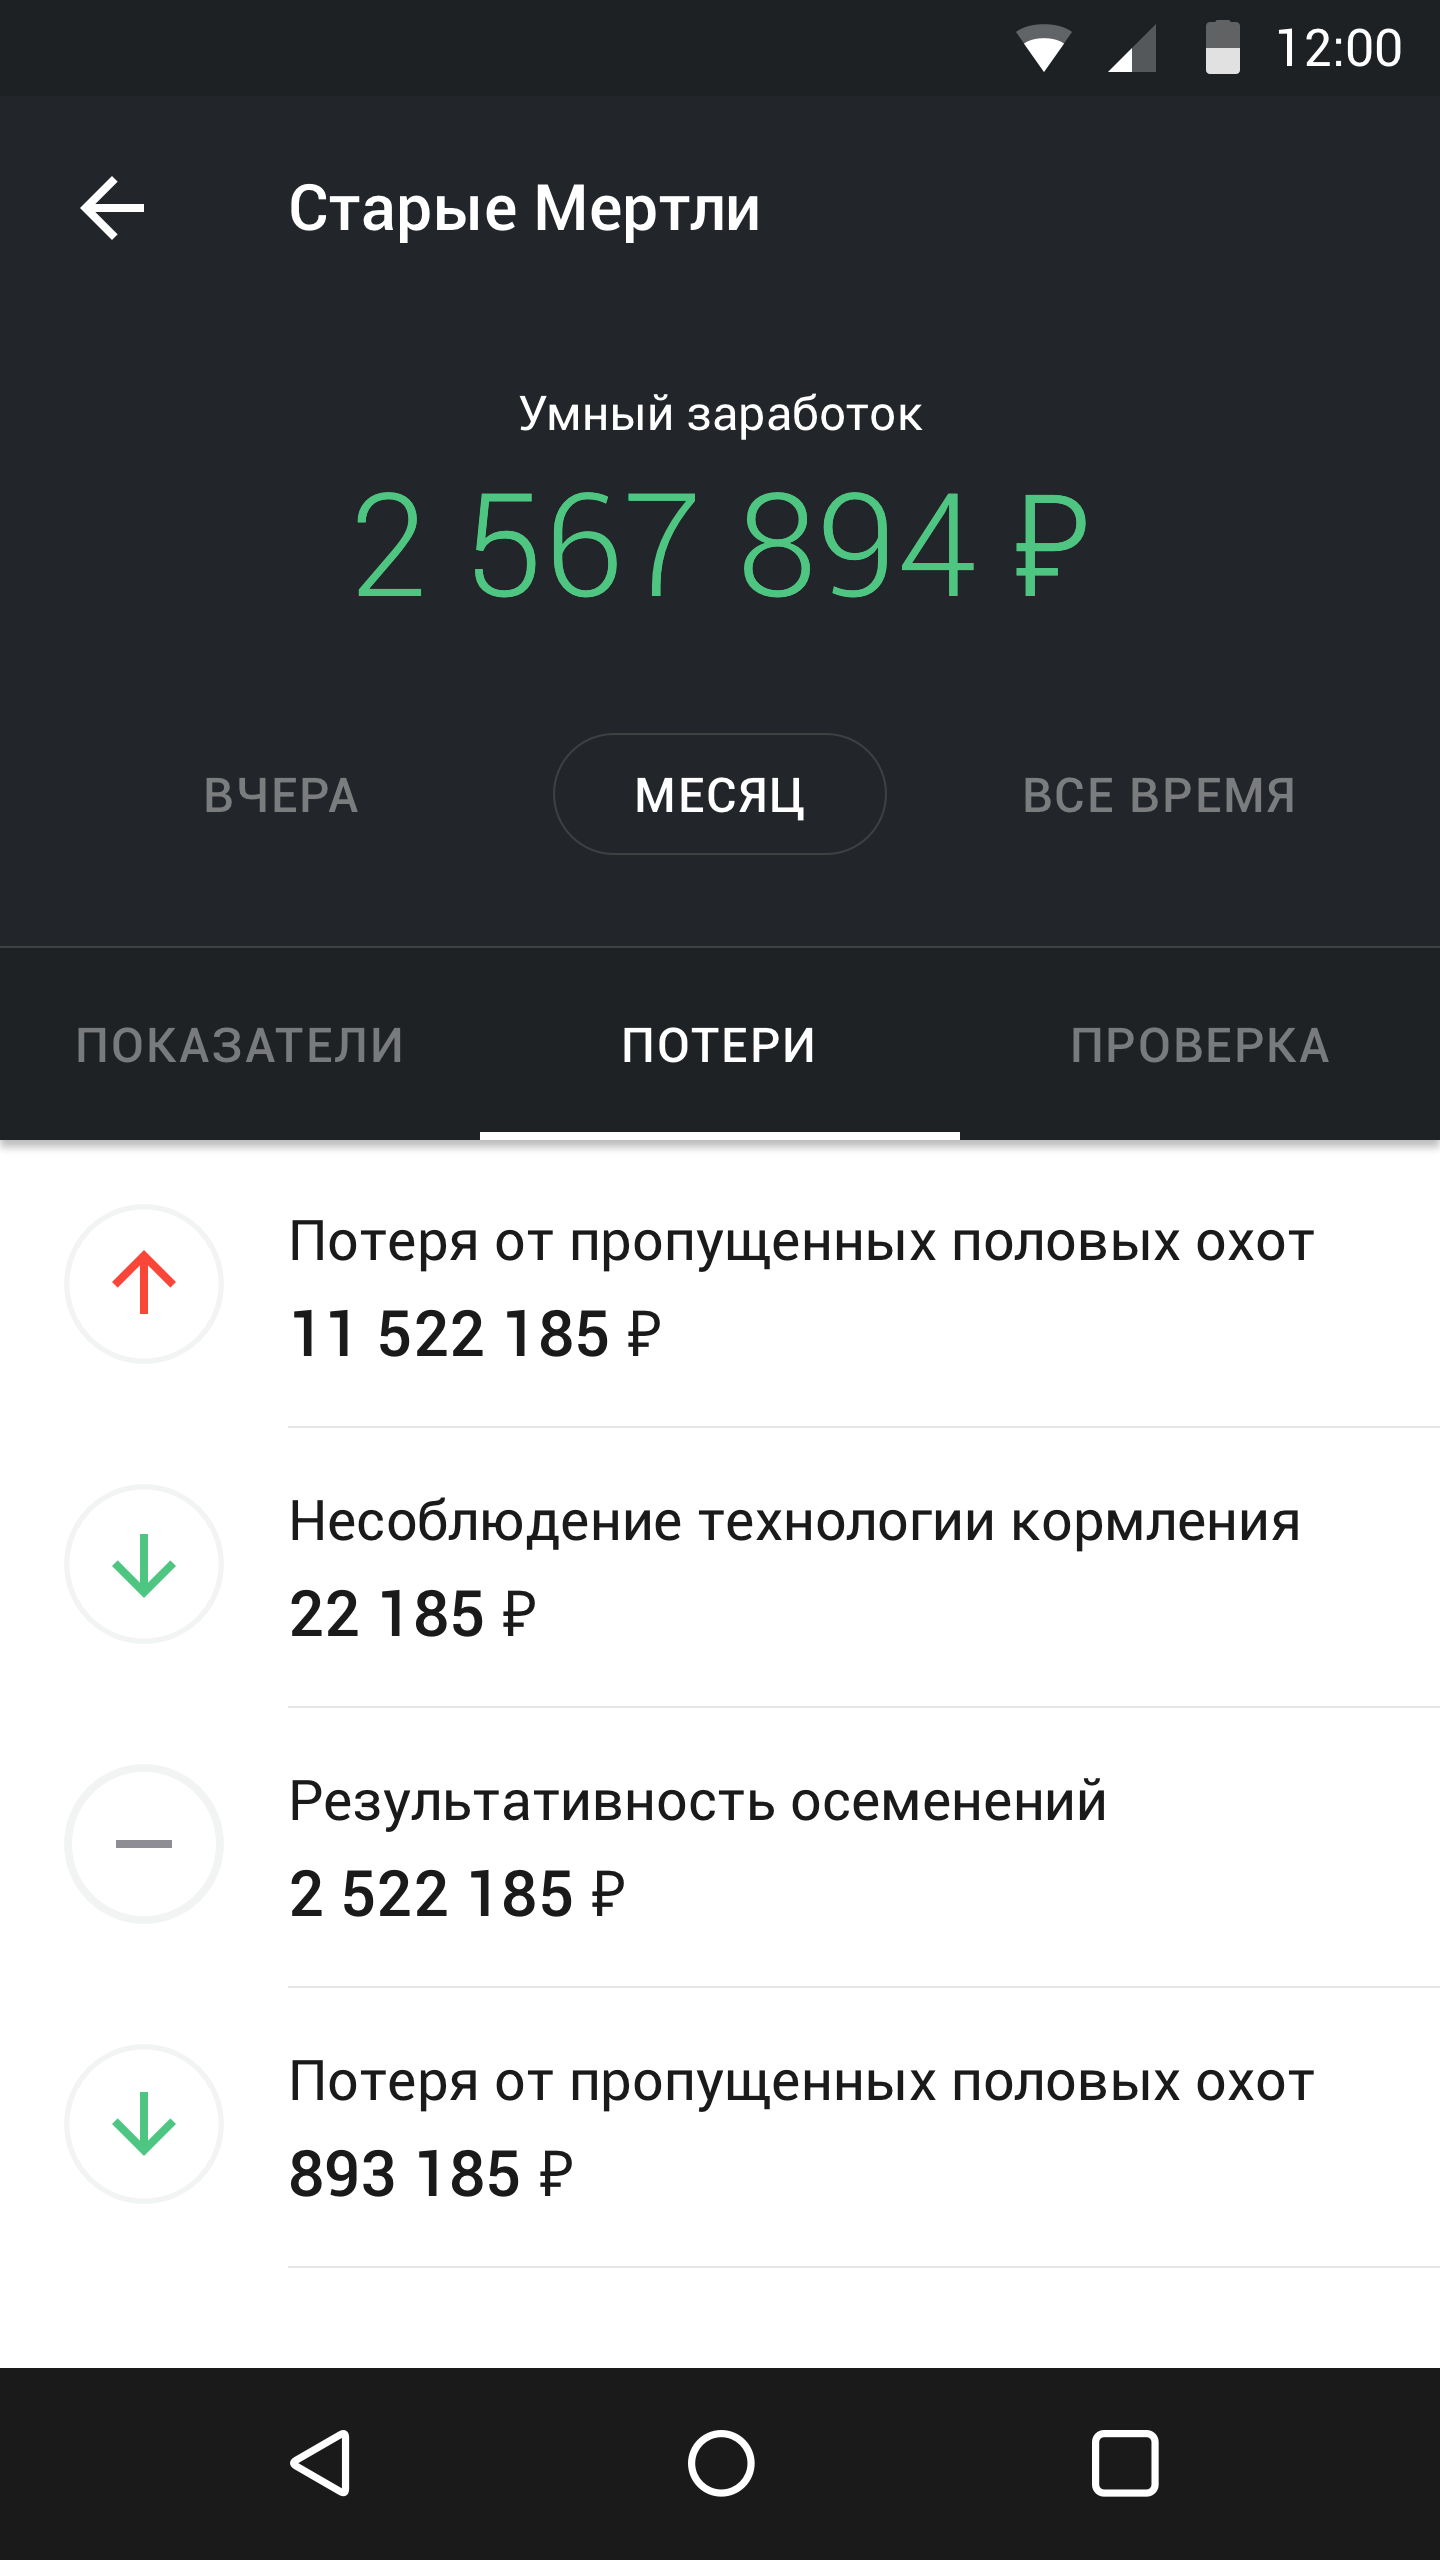 12:00
Старые Мертли
Умный заработок
2 567 894 ₽
ВЧЕРА
МЕСЯЦ
ВСЕ ВРЕМЯ
ПОКАЗАТЕЛИ
ПОТЕРИ
ПРОВЕРКА
Потеря от пропущенных половых охот
11 522 185 ₽
Несоблюдение технологии кормления
22 185 ₽
Результативность осеменений
2 522 185 ₽
Потеря от пропущенных половых охот
893 185 ₽